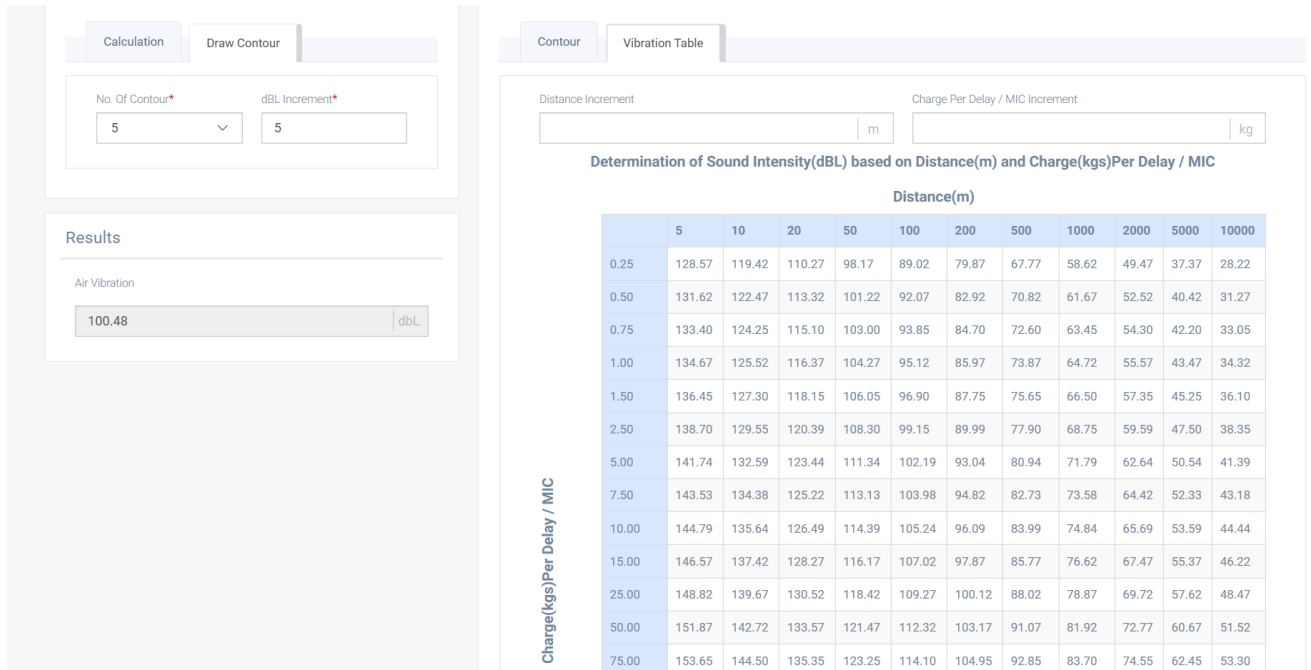 Calculation Draw Contour
No. Of Contour* dBL Increment*
5 5
Results
Air Vibration
100.48 dbL
Contour Vibration Table
Distance Increment Charge Per Delay / MIC Increment
m kg
Determination of Sound Intensity(dBL) based on Distance(m) and Charge(kgs)Per Delay / MIC
Distance(m)
Charge(kgs)Per Delay / MIC
5 10 20 50 100 200 500 1000 2000 5000 10000
0.25 128.57 119.42 110.27 98.17 89.02 79.87 67.77 58.62 49.47 37.37 28.22
0.50 131.62 122.47 113.32 101.22 92.07 82.92 70.82 61.67 52.52 40.42 31.27
0.75 133.40 124.25 115.10 103.00 93.85 84.70 72.60 63.45 54.30 42.20 33.05
1.00 134.67 125.52 116.37 104.27 95.12 85.97 73.87 64.72 55.57 43.47 34.32
1.50 136.45 127.30 118.15 106.05 96.90 87.75 75.65 66.50 57.35 45.25 36.10
2.50 138.70 129.55 120.39 108.30 99.15 89.99 77.90 68.75 59.59 47.50 38.35
5.00 141.74 132.59 123.44 111.34 102.19 93.04 80.94 71.79 62.64 50.54 41.39
7.50 143.53 134.38 125.22 113.13 103.98 94.82 82.73 73.58 64.42 52.33 43.18
10.00 144.79 135.64 126.49 114.39 105.24 96.09 83.99 74.84 65.69 53.59 44.44
15.00 146.57 137.42 128.27 116.17 107.02 97.87 85.77 76.62 67.47 55.37 46.22
25.00 148.82 139.67 130.52 118.42 109.27 100.12 88.02 78.87 69.72 57.62 48.47
50.00 151.87 142.72 133.57 121.47 112.32 103.17 91.07 81.92 72.77 60.67 51.52
75.00 153.65 144.50 135.35 123.25 114.10 104.95 92.85 83.70 74.55 62.45 53.30